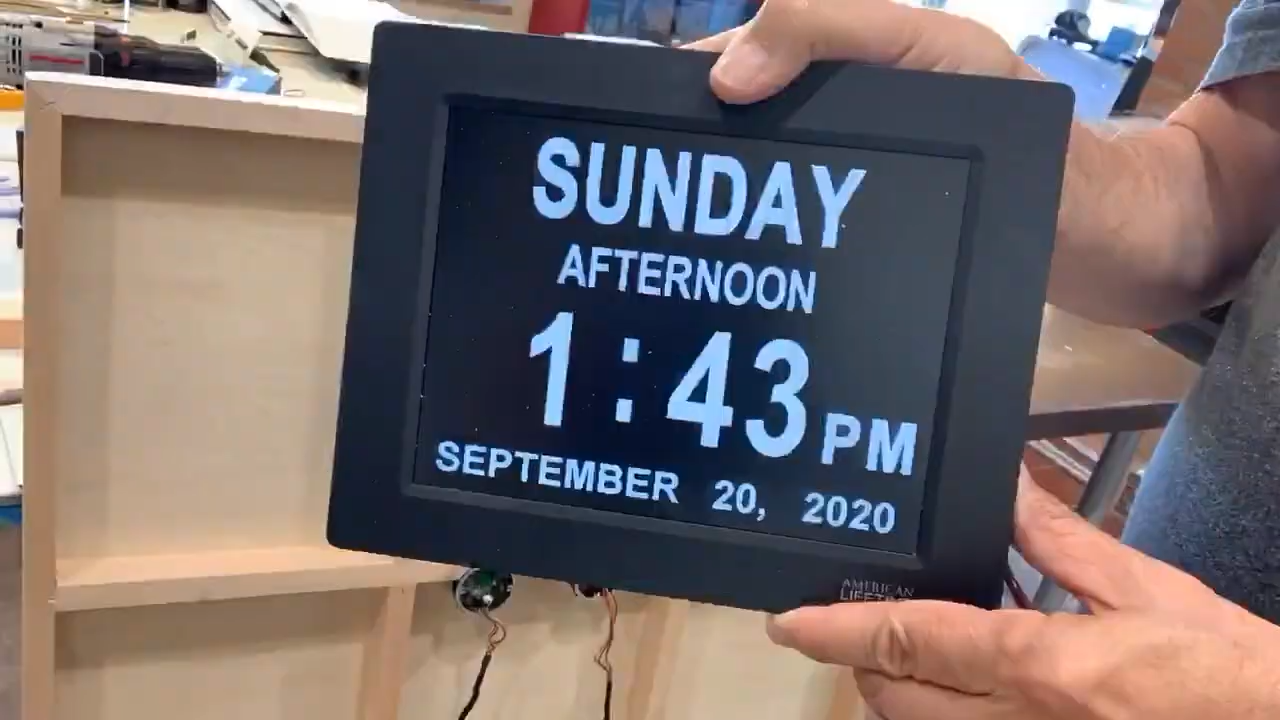 SUNDAY
AFTERNOON
1:43 PM
SEPTEMBER 20, 2020
AMERICAN